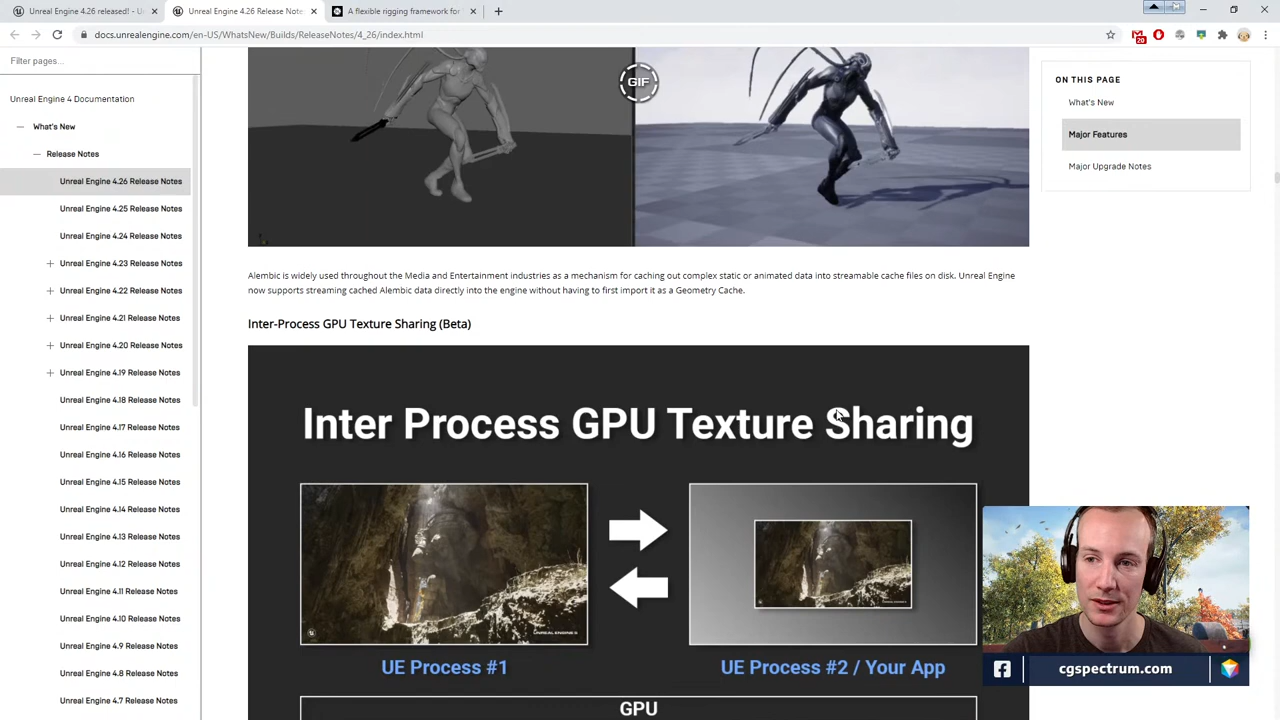 Unreal Engine 4.26 released! -
Unreal Engine 4.26 Release Note
A flexible rigging framework for
docs.unrealengine.com/en-US/WhatsNew/Builds/ReleaseNotes/4_26/index.html
20
Filter pages...
Unreal Engine 4 Documentation
What's New
Release Notes
Unreal Engine 4.26 Release Notes
Unreal Engine 4.25 Release Notes
Unreal Engine 4.24 Release Notes
Unreal Engine 4.23 Release Notes
Unreal Engine 4.22 Release Notes
Unreal Engine 4.21 Release Notes
Unreal Engine 4.20 Release Notes
Unreal Engine 4.19 Release Notes
Unreal Engine 4.18 Release Notes
Unreal Engine 4.17 Release Notes
Unreal Engine 4.16 Release Notes
Unreal Engine 4.15 Release Notes
Unreal Engine 4.14 Release Notes
Unreal Engine 4.13 Release Notes
Unreal Engine 4.12 Release Notes
Unreal Engine 4.11 Release Notes
Unreal Engine 4.10 Release Notes
Unreal Engine 4.9 Release Notes
Unreal Engine 4.8 Release Notes
Unreal Engine 4.7 Release Notes
GIF
Alembic is widely used throughout the Media and Entertainment industries as a mechanism for caching out complex static or animated data into streamable cache files on disk. Unreal Engine
now supports streaming cached Alembic data directly into the engine without having to first import it as a Geometry Cache.
Inter-Process GPU Texture Sharing (Beta)
Inter Process GPU Texture Sharing
UNREAL ENGINE 5
UE Process #1
UE Process #2 / Your App
GPU
ON THIS PAGE
What's New
Major Features
Major Upgrade Notes
cgspectrum.com